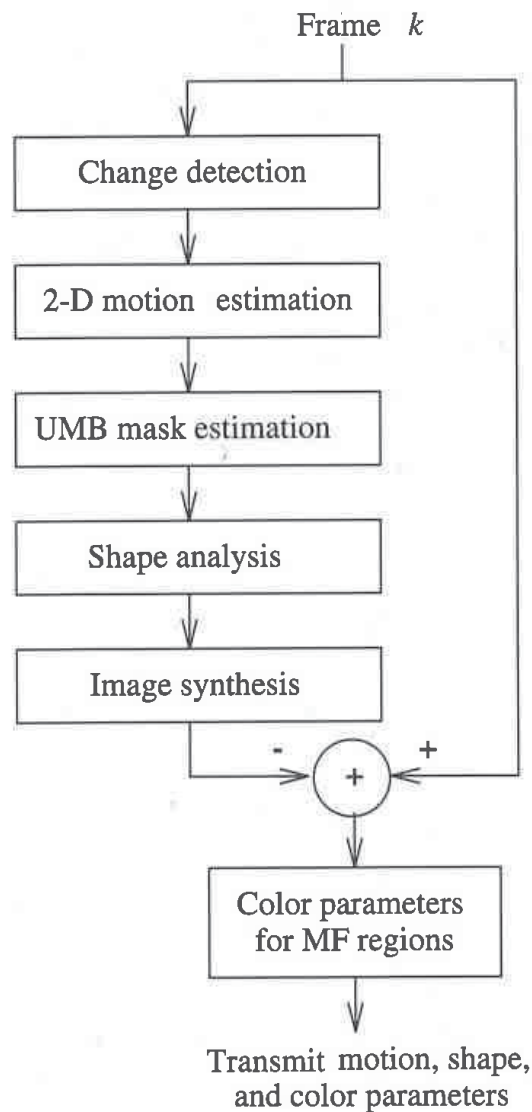 Frame k
Change detection
2-D motion estimation
UMB mask estimation
Shape analysis
Image synthesis
- +
+
Color parameters
for MF regions
Transmit motion, shape,
and color parameters